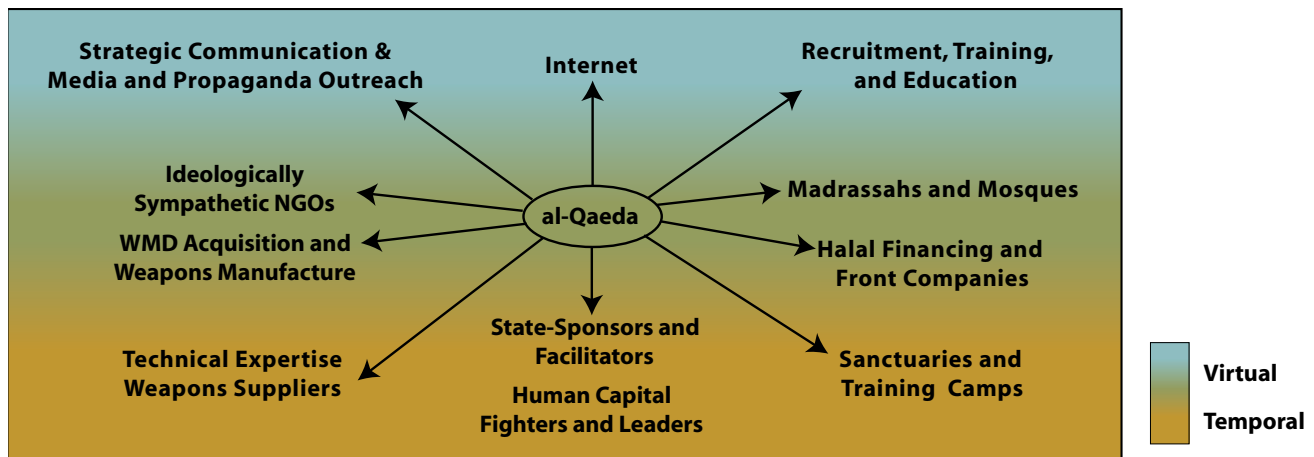 Strategic Communication &
Media and Propaganda Outreach
Internet
Recruitment, Training,
and Education
Ideologically
Sympathetic NGOs
al-Qaeda
Madrassahs and Mosques
WMD Acquisition and
Weapons Manufacture
Halal Financing and
Front Companies
Technical Expertise
Weapons Suppliers
State-Sponsors and
Facilitators
Human Capital
Fighters and Leaders
Sanctuaries and
Training Camps
Virtual
Temporal